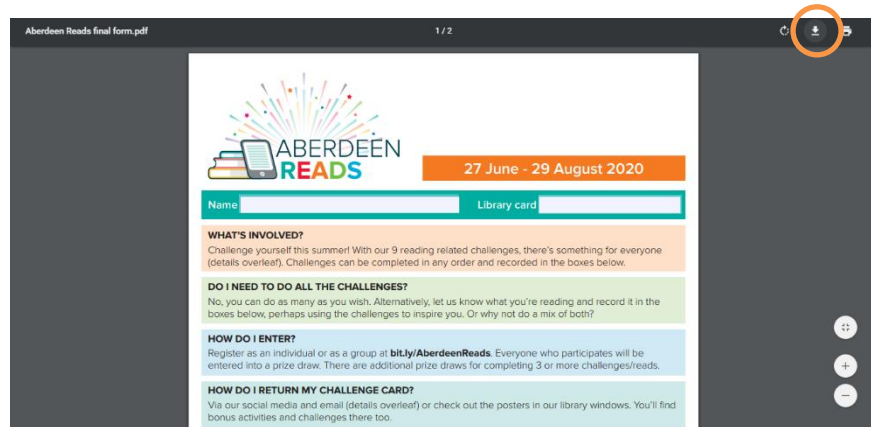 Aberdeen Reads final form.pdf
1 / 2
ABERDEEN
READS
27 June - 29 August 2020
Name
Library card
WHAT'S INVOLVED?
Challenge yourself this summer! With our 9 reading related challenges, there's something for everyone
(details overleaf). Challenges can be completed in any order and recorded in the boxes below.
DO I NEED TO DO ALL THE CHALLENGES?
No, you can do as many as you wish. Alternatively, let us know what you're reading and record it in the
boxes below, perhaps using the challenges to inspire you. Or why not do a mix of both?
HOW DO I ENTER?
Register as an individual or as a group at bit.ly/AberdeenReads. Everyone who participates will be
entered into a prize draw. There are additional prize draws for completing 3 or more challenges/reads.
HOW DO I RETURN MY CHALLENGE CARD?
Via our social media and email (details overleaf) or check out the posters in our library windows. You'll find
bonus activities and challenges there too.